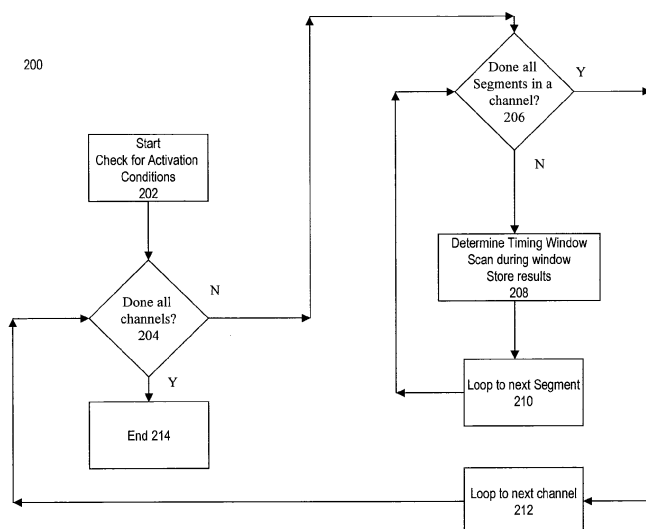 200
Start
Check for Activation
Conditions
202
Done all
channels?
204
N
Y
End 214
Done all
Segments in a
channel?
206
Y
N
Determine Timing Window
Scan during window
Store results
208
Loop to next Segment
210
Loop to next channel
212